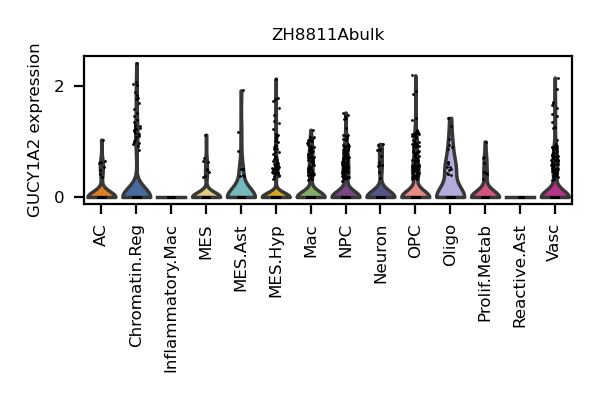 ZH8811Abulk
GUCY1A2 expression
2
0
AC
Chromatin.Reg
Inflammatory.Mac
MES
MES.Ast
MES.Hyp
Mac
NPC
Neuron
OPC
Oligo
Prolif.Metab
Reactive.Ast
Vasc